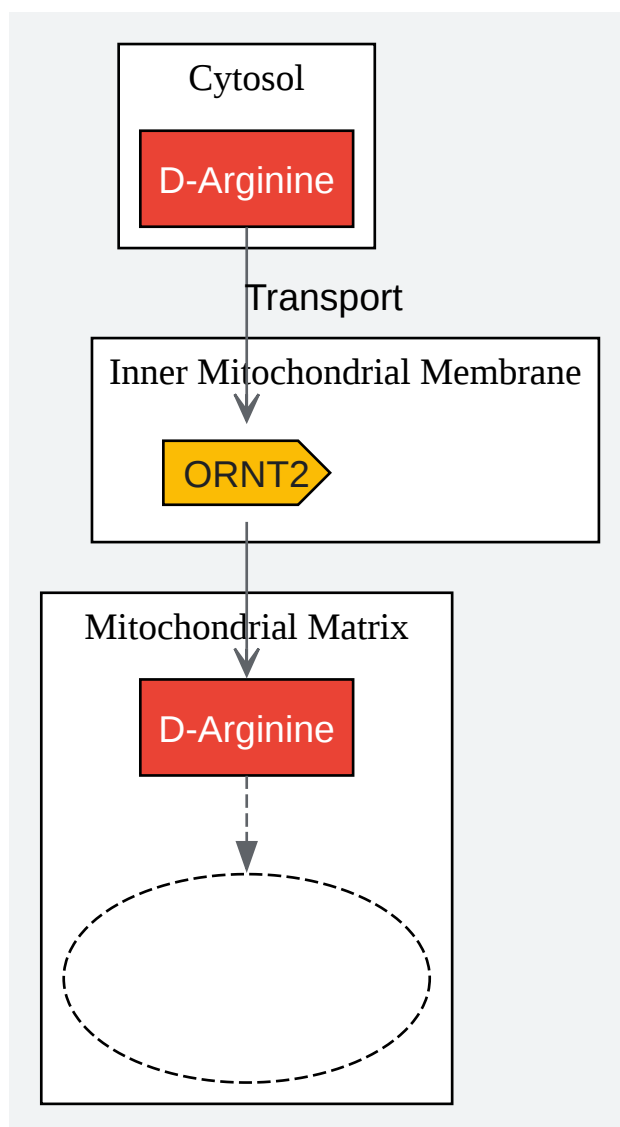 Cytosol
D-Arginine
Transport
Inner Mitochondrial Membrane
ORNT2
Mitochondrial Matrix
D-Arginine